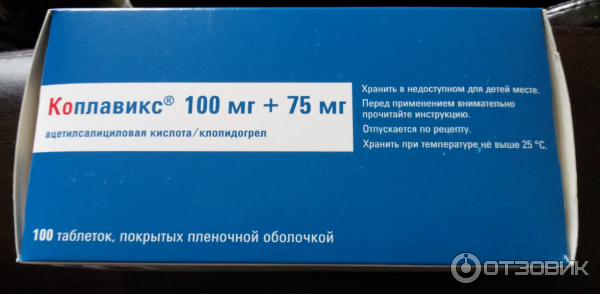 Коплавикс® 100 мг + 75 мг
ацетилсалициловая кислота/клопидогрел
Хранить в недоступном для детей месте.
Перед применением внимательно
прочитайте инструкцию.
Отпускается по рецепту.
Хранить при температуре не выше 25 °C.
100 таблеток, покрытых пленочной оболочкой
ОТЗОВИК